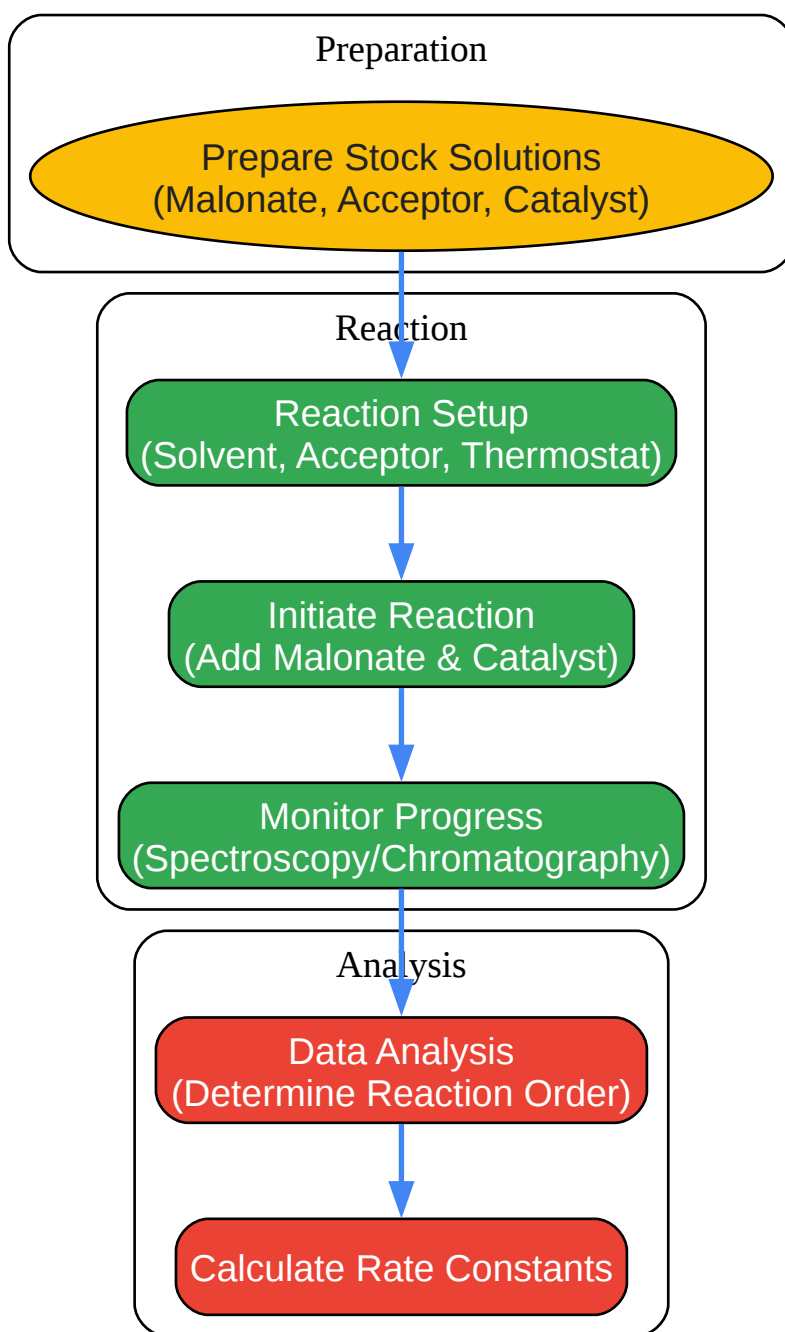 Preparation
Prepare Stock Solutions
(Malonate, Acceptor, Catalyst)
Reaction
Reaction Setup
(Solvent, Acceptor, Thermostat)
Initiate Reaction
(Add Malonate & Catalyst)
Monitor Progress
(Spectroscopy/Chromatography)
Analysis
Data Analysis
(Determine Reaction Order)
Calculate Rate Constants